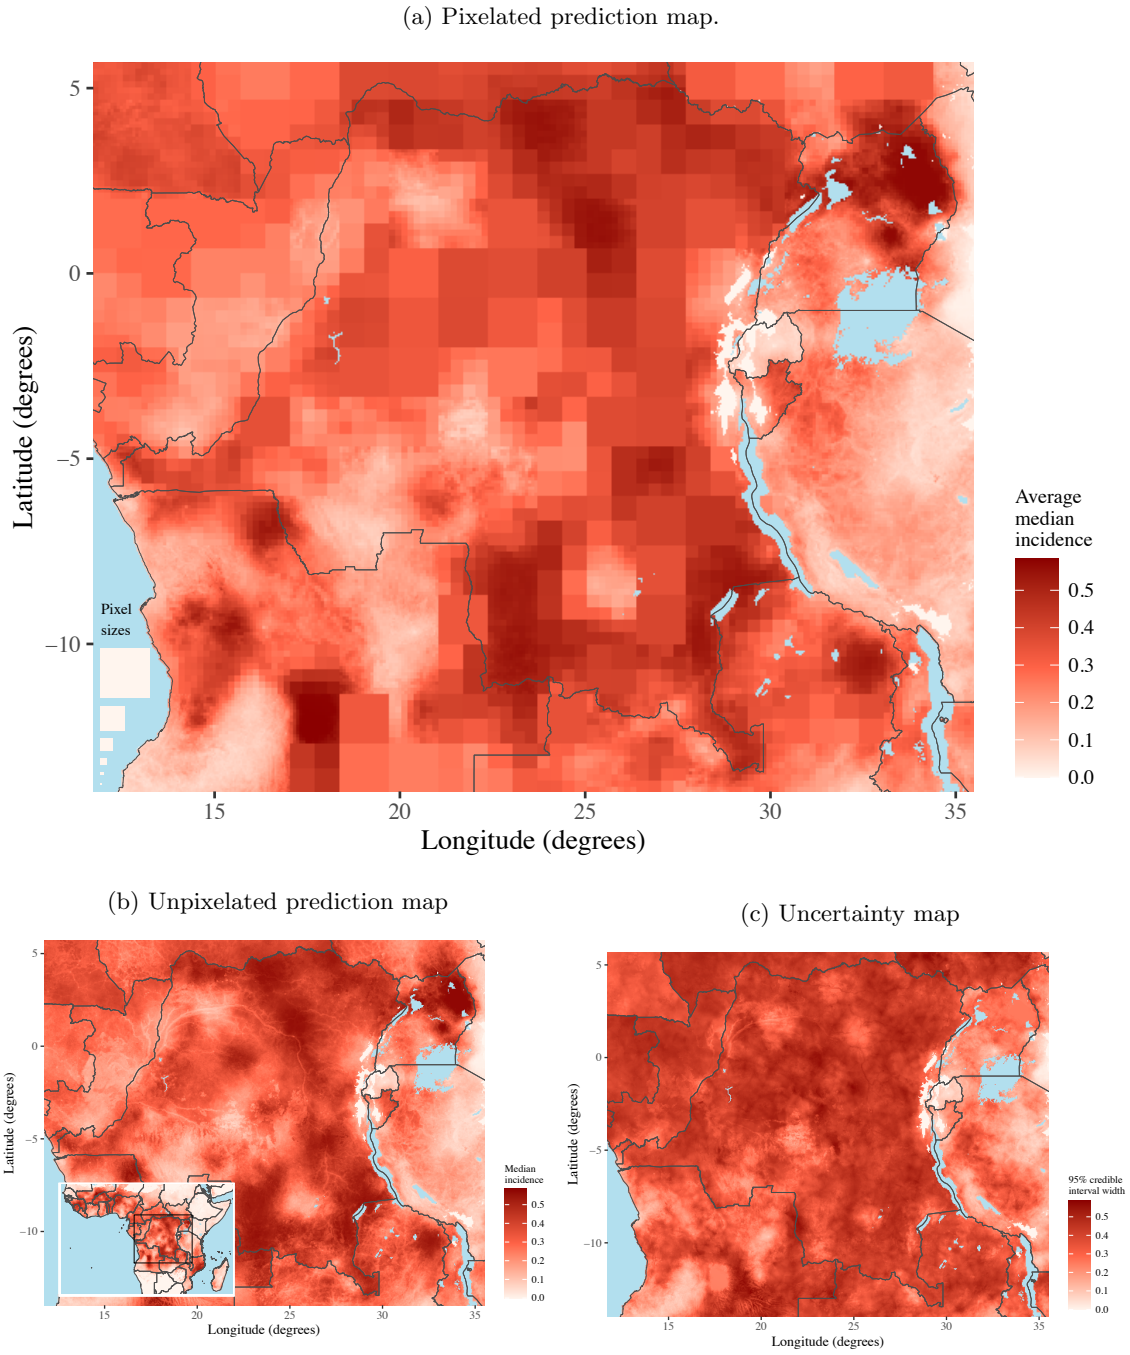 (a) Pixelated prediction map.
5
0
−5
−10
Latitude (degrees)
Pixel
sizes
15
20
25
30
35
Longitude (degrees)
Average
median
incidence
0.5
0.4
0.3
0.2
0.1
0.0
(b) Unpixelated prediction map
5
0
−5
−10
Latitude (degrees)
15
20
25
30
35
Longitude (degrees)
Median
incidence
0.5
0.4
0.3
0.2
0.1
0.0
(c) Uncertainty map
5
0
−5
−10
Latitude (degrees)
15
20
25
30
35
Longitude (degrees)
95% credible
interval width
0.5
0.4
0.3
0.2
0.1
0.0